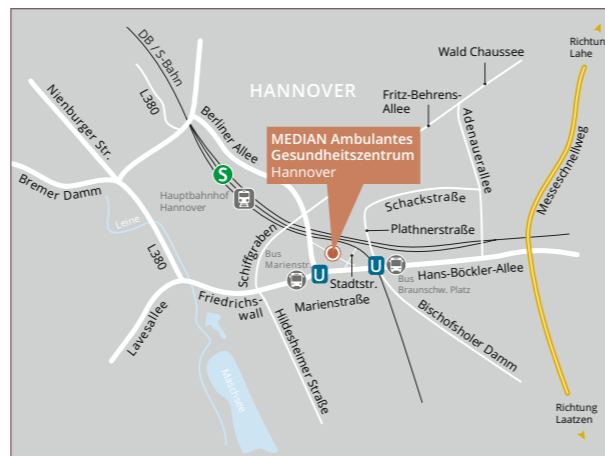 DB / S-Bahn
L380
Nienburger Str.
Berliner Allee
HANNOVER
Wald Chaussee
Fritz-Behrens-
Allee
Richtung
Lahe
MEDIAN Ambulantes
Gesundheitszentrum
Hannover
Adenauerallee
Messeschnellweg
Bremer Damm
S
Hauptbahnhof
Hannover
Schackstraße
Plathnerstraße
Leine
L380
Schiffgraben
Bus
Marienstr.
U
U
Stadtstr.
Hans-Böckler-Allee
Bus
Braunschw. Platz
Friedrichs-
wall
Marienstraße
Lavesallee
Hildesheimer Straße
Bischofsholer Damm
Maschsee
Richtung
Laatzen